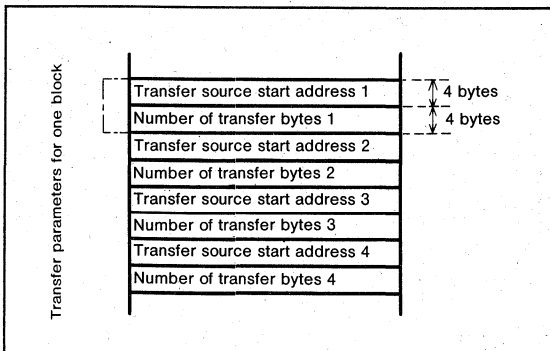 Transfer parameters for one block
Transfer source start address 1
4 bytes
Number of transfer bytes 1
4 bytes
Transfer source start address 2
Number of transfer bytes 2
Transfer source start address 3
Number of transfer bytes 3
Transfer source start address 4
Number of transfer bytes 4